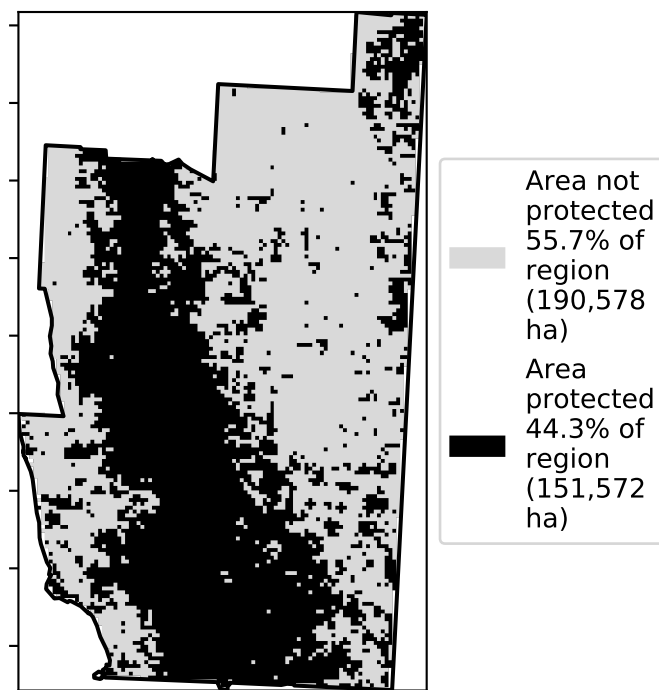 Area not
protected
55.7% of
region
(190,578
ha)
Area
protected
44.3% of
region
(151,572
ha)